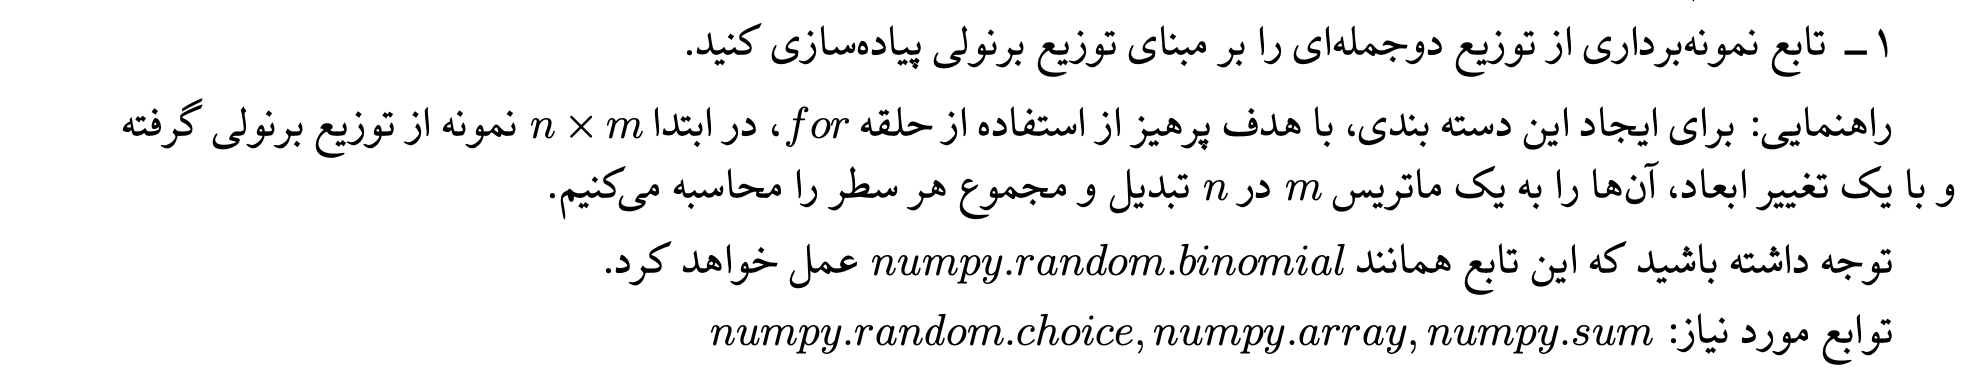 ۱ – تابع نمونه‌برداری از توزیع دوجمله‌ای را بر مبنای توزیع برنولی پیاده‌سازی کنید.
راهنمایی: برای ایجاد این دسته بندی، با هدف پرهیز از استفاده از حلقه for، در ابتدا n × m نمونه از توزیع برنولی گرفته
و با یک تغییر ابعاد، آن‌ها را به یک ماتریس m در n تبدیل و مجموع هر سطر را محاسبه می‌کنیم.
توجه داشته باشید که این تابع همانند numpy.random.binomial عمل خواهد کرد.
توابع مورد نیاز: numpy.random.choice, numpy.array, numpy.sum